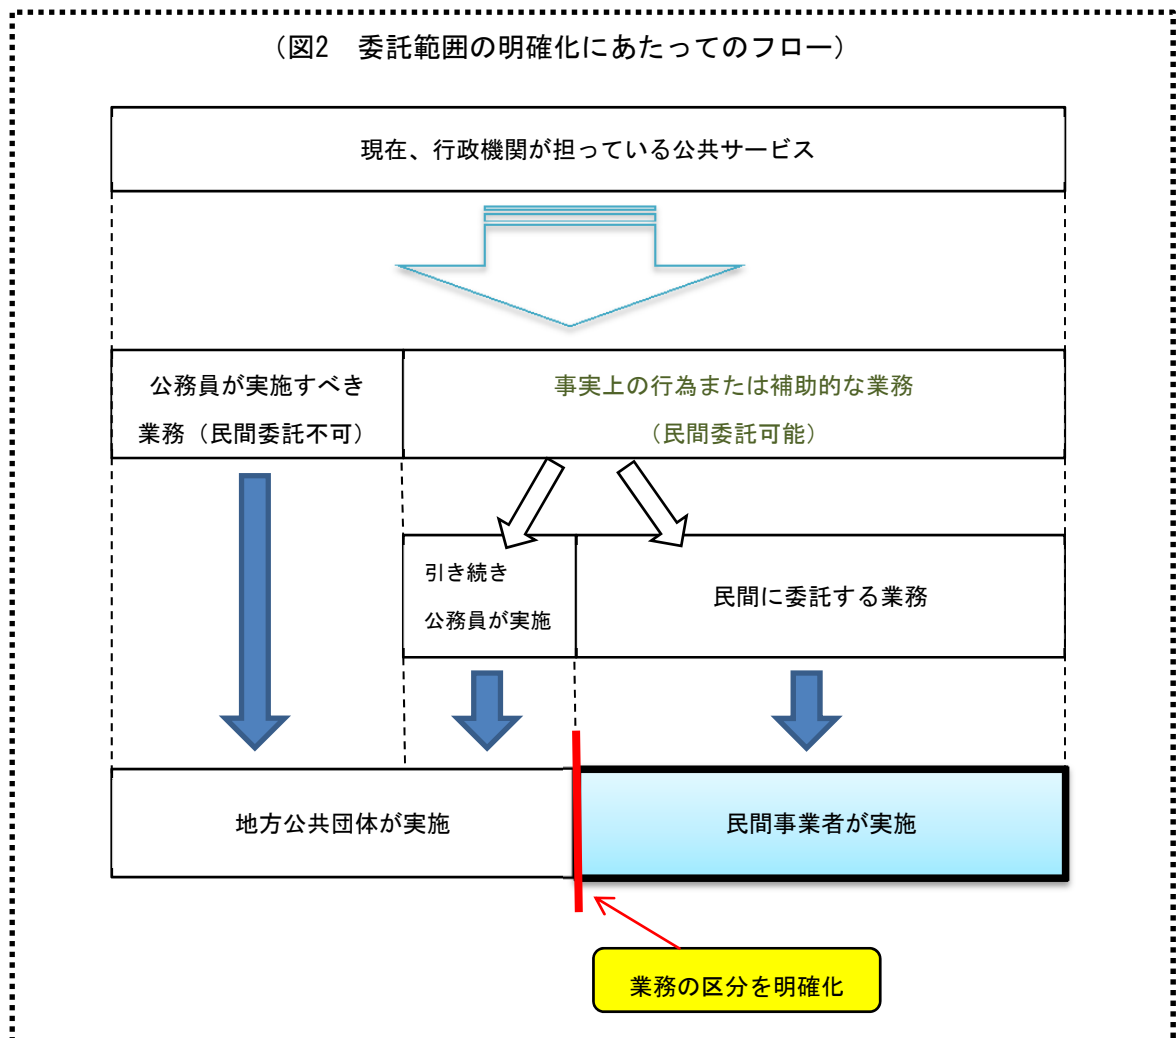 （図2　委託範囲の明確化にあたってのフロー）
現在、行政機関が担っている公共サービス
公務員が実施すべき
業務（民間委託不可）
事実上の行為または補助的な業務
（民間委託可能）
引き続き
公務員が実施
民間に委託する業務
地方公共団体が実施
民間事業者が実施
業務の区分を明確化